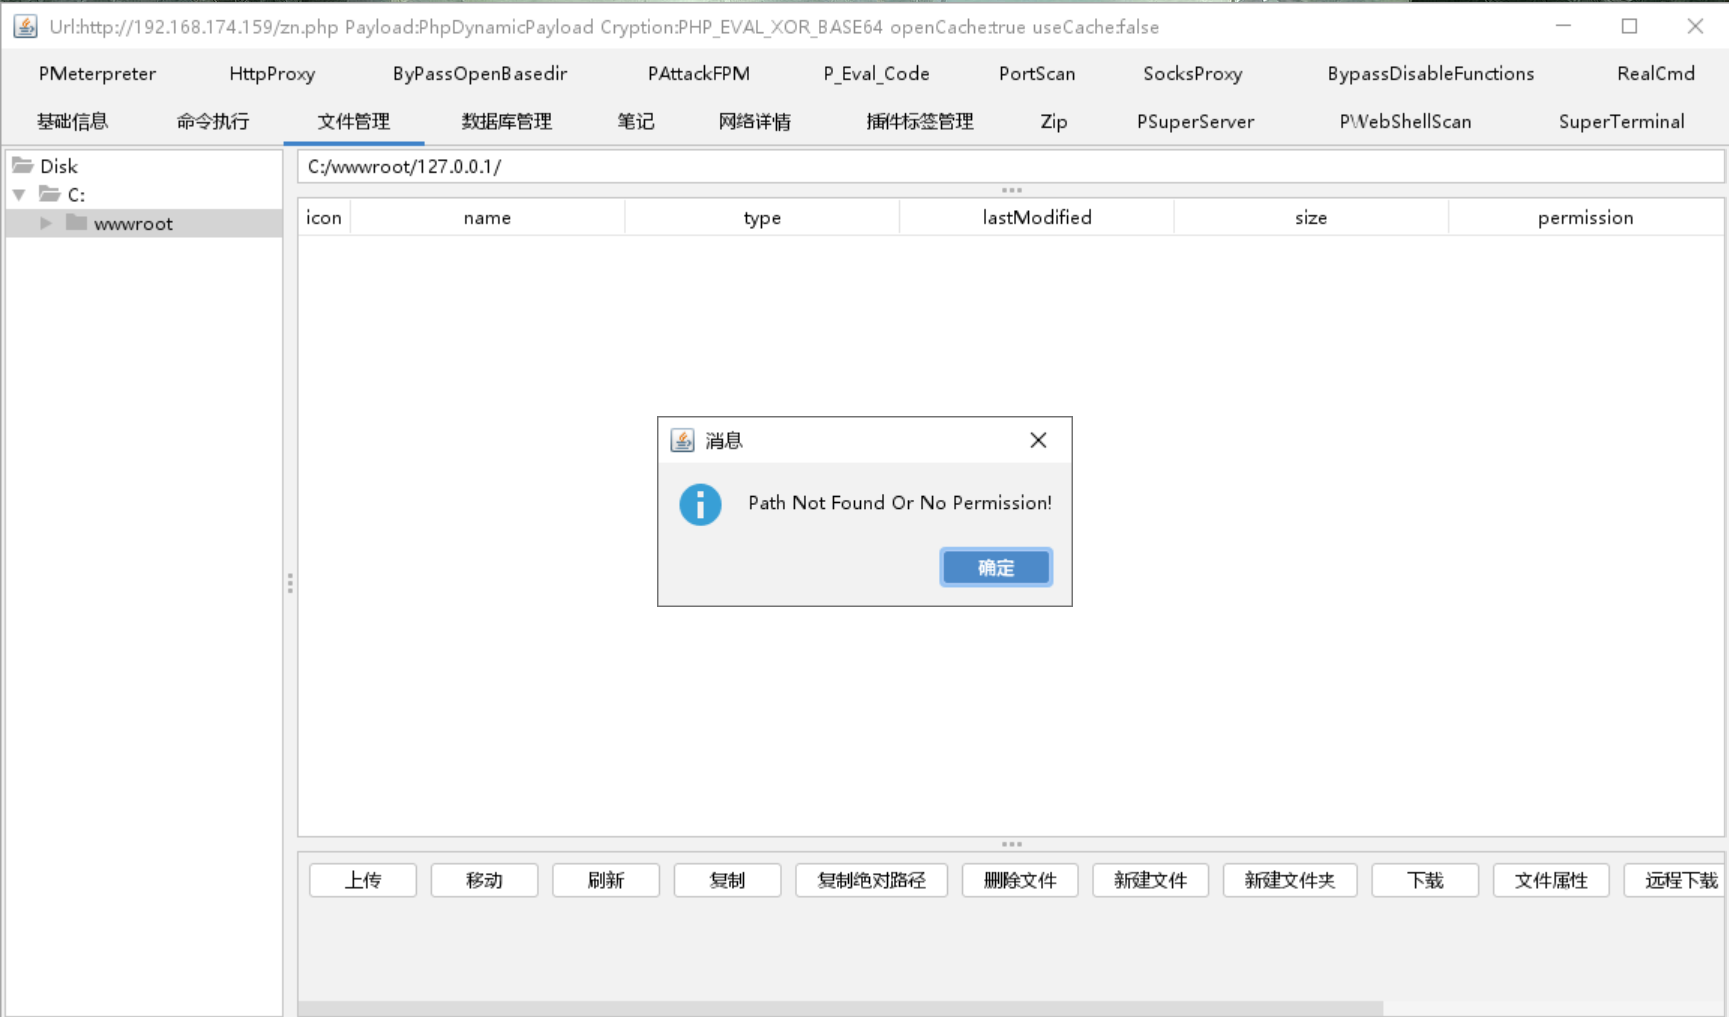 Url:http://192.168.174.159/zn.php Payload:PhpDynamicPayload Cryption:PHP_EVAL_XOR_BASE64 openCache:true useCache:false
PMeterpreter HttpProxy ByPassOpenBasedir PAttackFPM P_Eval_Code PortScan SocksProxy BypassDisableFunctions RealCmd
基础信息 命令执行 文件管理 数据库管理 笔记 网络详情 插件标签管理 Zip PSuperServer PWebShellScan SuperTerminal
Disk
C:
wwwroot
C:/wwwroot/127.0.0.1/
icon name type lastModified size permission
消息
Path Not Found Or No Permission!
确定
上传 移动 刷新 复制 复制绝对路径 删除文件 新建文件 新建文件夹 下载 文件属性 远程下载